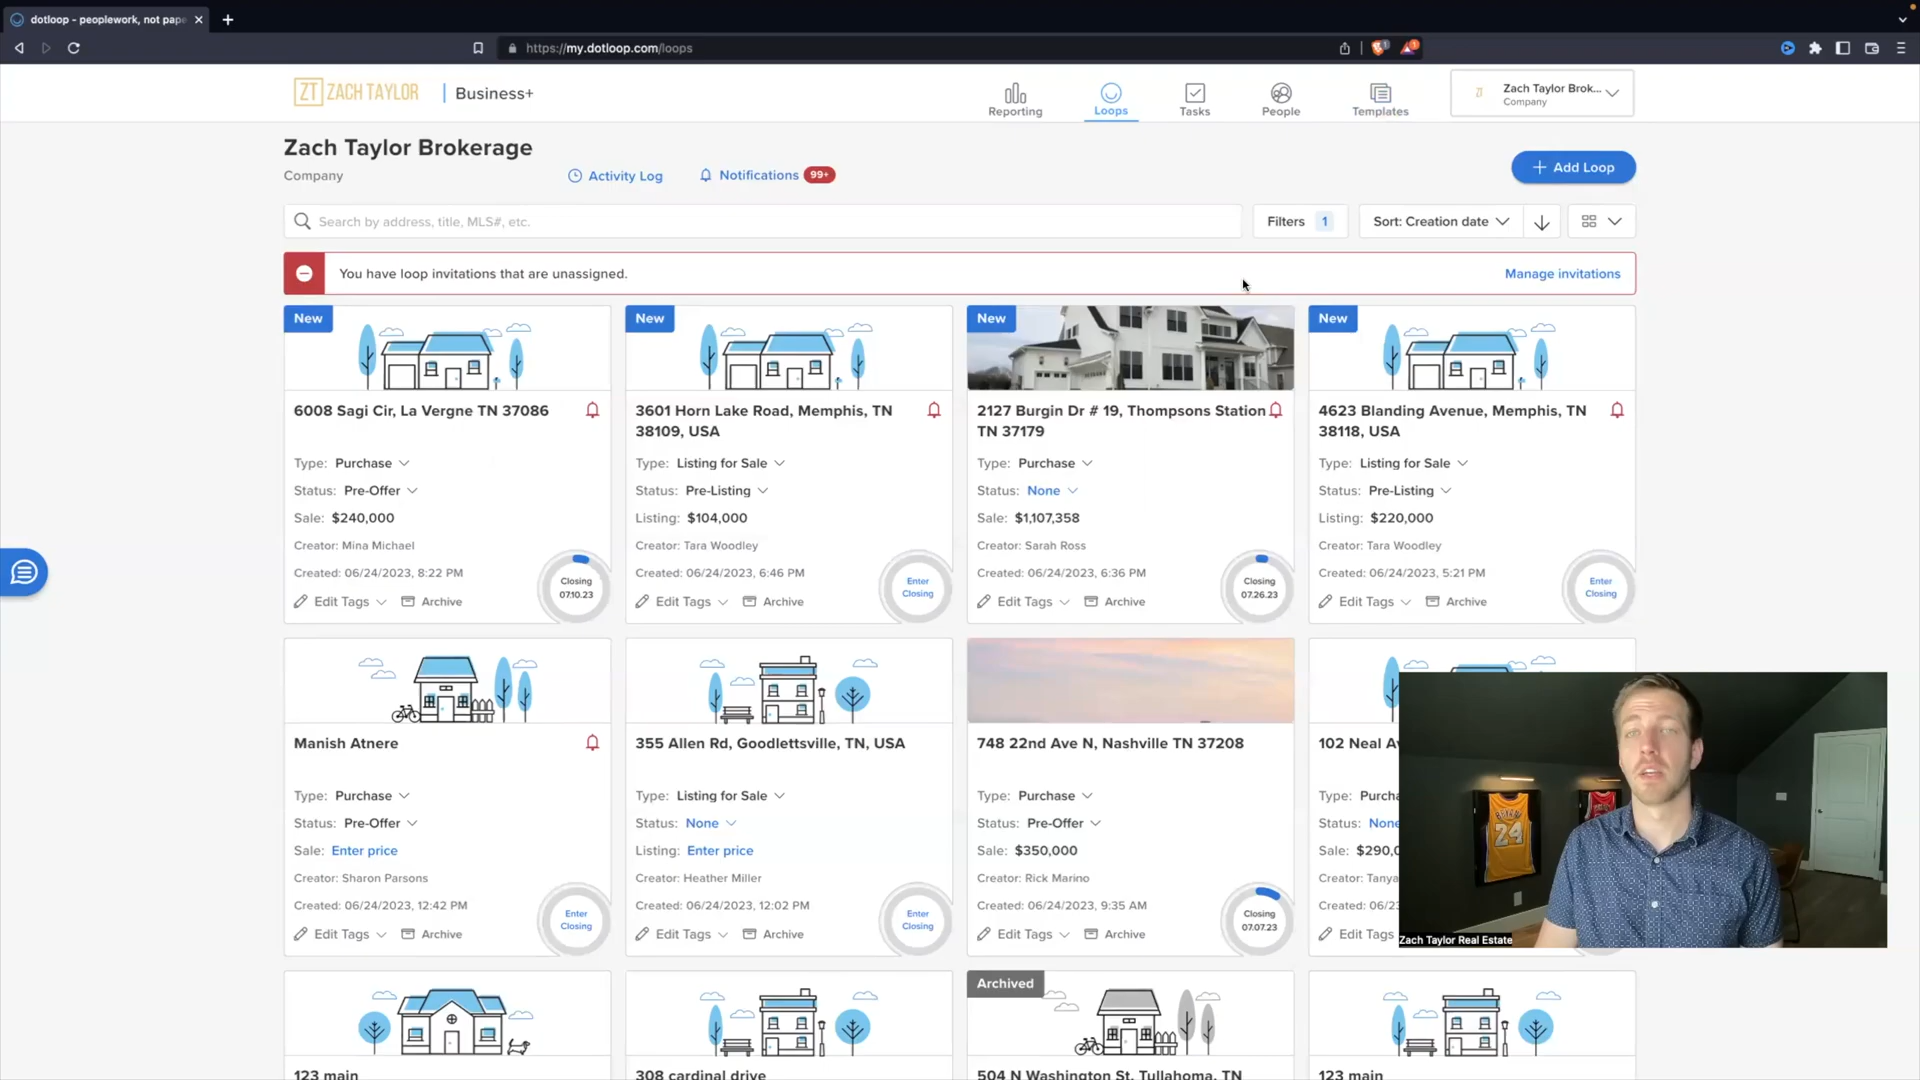 dotloop - peoplework, not pape
https://my.dotloop.com/loops
ZT ZACH TAYLOR
Business+
Reporting
Loops
Tasks
People
Templates
ZT
Zach Taylor Brok...
Company
Zach Taylor Brokerage
Company
Activity Log
Notifications 99+
+ Add Loop
Search by address, title, MLS#, etc.
Filters 1
Sort: Creation date
You have loop invitations that are unassigned.
Manage invitations
New
6008 Sagi Cir, La Vergne TN 37086
Type: Purchase
Status: Pre-Offer
Sale: $240,000
Creator: Mina Michael
Created: 06/24/2023, 8:22 PM
Closing
07.10.23
Edit Tags
Archive
New
3601 Horn Lake Road, Memphis, TN
38109, USA
Type: Listing for Sale
Status: Pre-Listing
Listing: $104,000
Creator: Tara Woodley
Created: 06/24/2023, 6:46 PM
Enter
Closing
Edit Tags
Archive
New
2127 Burgin Dr # 19, Thompsons Station
TN 37179
Type: Purchase
Status: None
Sale: $1,107,358
Creator: Sarah Ross
Created: 06/24/2023, 6:36 PM
Closing
07.26.23
Edit Tags
Archive
New
4623 Blanding Avenue, Memphis, TN
38118, USA
Type: Listing for Sale
Status: Pre-Listing
Listing: $220,000
Creator: Tara Woodley
Created: 06/24/2023, 5:21 PM
Enter
Closing
Edit Tags
Archive
Manish Atnere
Type: Purchase
Status: Pre-Offer
Sale: Enter price
Creator: Sharon Parsons
Created: 06/24/2023, 12:42 PM
Enter
Closing
Edit Tags
Archive
355 Allen Rd, Goodlettsville, TN, USA
Type: Listing for Sale
Status: None
Listing: Enter price
Creator: Heather Miller
Created: 06/24/2023, 12:02 PM
Enter
Closing
Edit Tags
Archive
748 22nd Ave N, Nashville TN 37208
Type: Purchase
Status: Pre-Offer
Sale: $350,000
Creator: Rick Marino
Created: 06/24/2023, 9:35 AM
Closing
07.07.23
Edit Tags
Archive
102 Neal Av
Type: Purcha
Status: None
Sale: $290,0
Creator: Tanya
Created: 06/23
Edit Tags
24
Zach Taylor Real Estate
123 main
308 cardinal drive
Archived
504 N Washington St, Tullahoma, TN
123 main